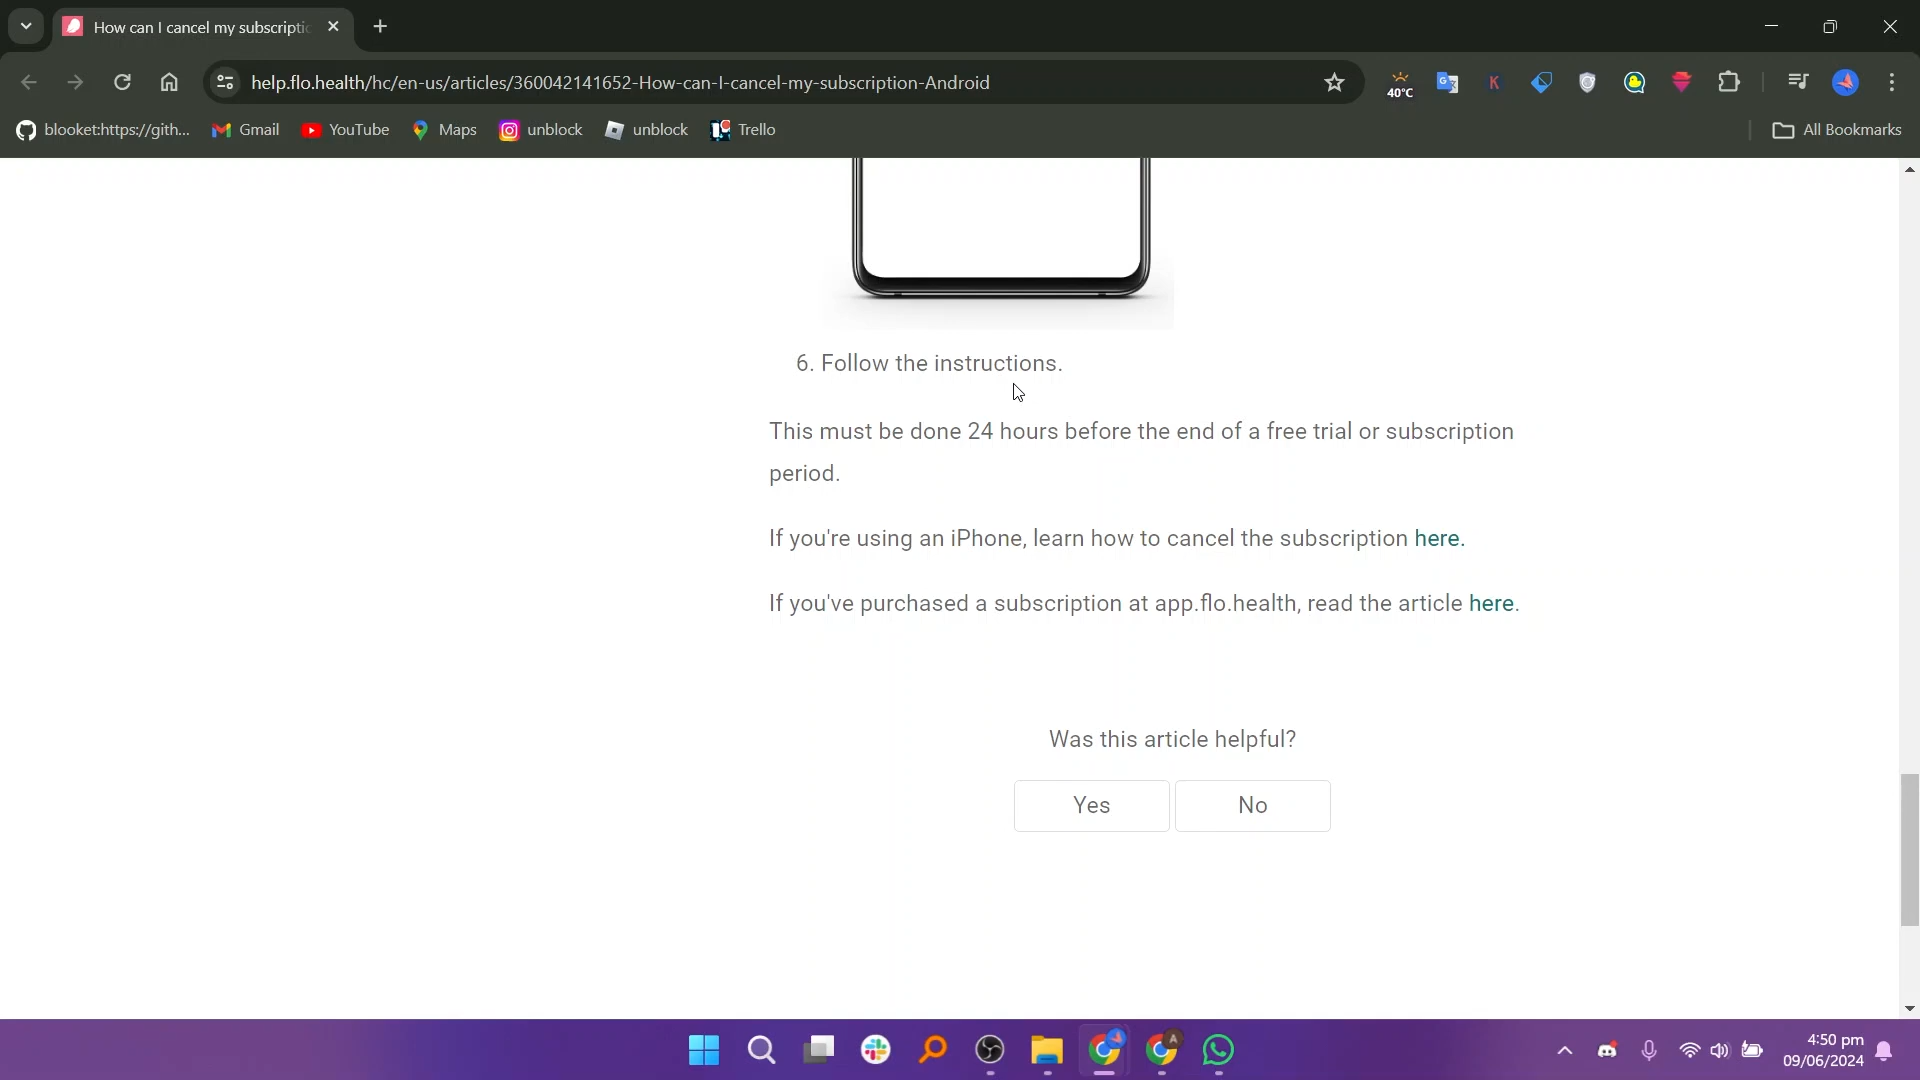 How can I cancel my subscriptio
help.flo.health/hc/en-us/articles/360042141652-How-can-I-cancel-my-subscription-Android
40°C
K
blooket:https://gith...
Gmail
YouTube
Maps
unblock
unblock
Trello
All Bookmarks
6. Follow the instructions.
This must be done 24 hours before the end of a free trial or subscription
period.
If you're using an iPhone, learn how to cancel the subscription here.
If you've purchased a subscription at app.flo.health, read the article here.
Was this article helpful?
Yes
No
A
4:50 pm
09/06/2024